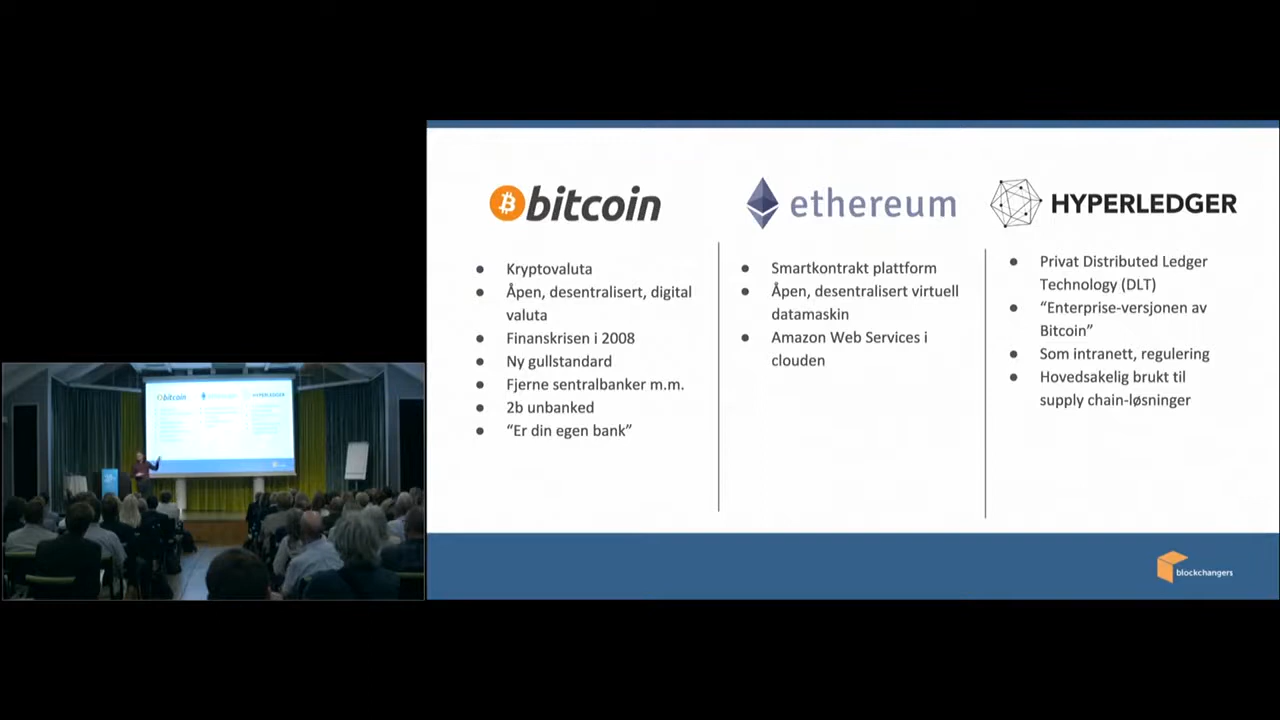 bitcoin
Kryptovaluta
Åpen, desentralisert, digital
valuta
Finanskrisen i 2008
Ny gullstandard
Fjerne sentralbanker m.m.
2b unbanked
“Er din egen bank”
ethereum
Smartkontrakt plattform
Åpen, desentralisert virtuell
datamaskin
Amazon Web Services i
clouden
HYPERLEDGER
Privat Distributed Ledger
Technology (DLT)
“Enterprise-versjonen av
Bitcoin”
Som intranett, regulering
Hovedsakelig brukt til
supply chain-løsninger
blockchangers
bitcoin
HYPERLEDGER